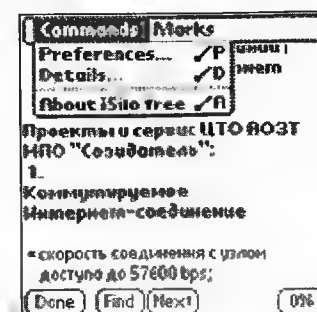 Commands Marks
Preferences... ✓P
Details... ✓D
About iSilo free ✓A
Проекты и сервис ЦТО АОЗТ
НПО "Созидатель":
1.
Коммутируемое
Интернет-соединение
•скорость соединения с узлом
доступа до 57600 bps;
Done Find Next 0%